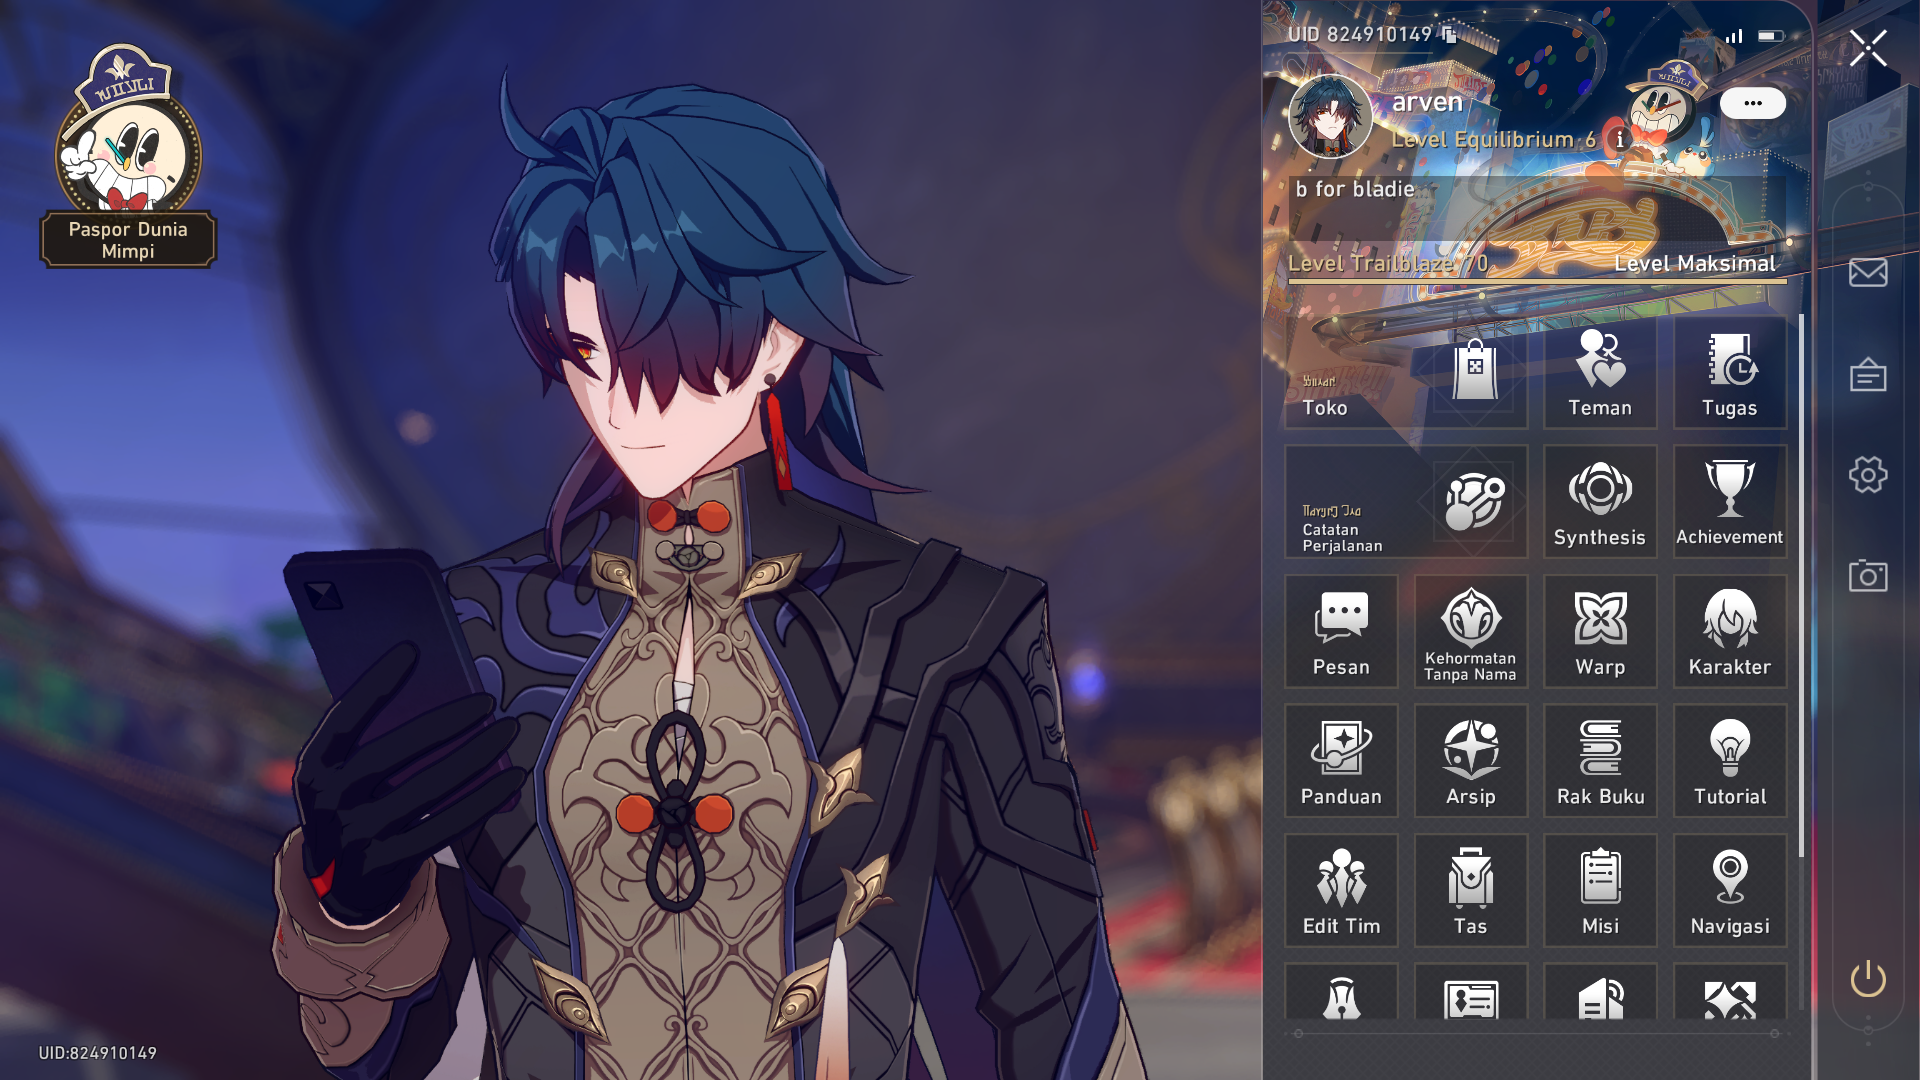 Paspor Dunia
Mimpi
UID 824910149
arven
Level Equilibrium 6
b for bladie
Level Trailblaze 70
Level Maksimal
Toko
Teman
Tugas
Catatan
Perjalanan
Synthesis
Achievement
Pesan
Kehormatan
Tanpa Nama
Warp
Karakter
Panduan
Arsip
Rak Buku
Tutorial
Edit Tim
Tas
Misi
Navigasi
UID:824910149